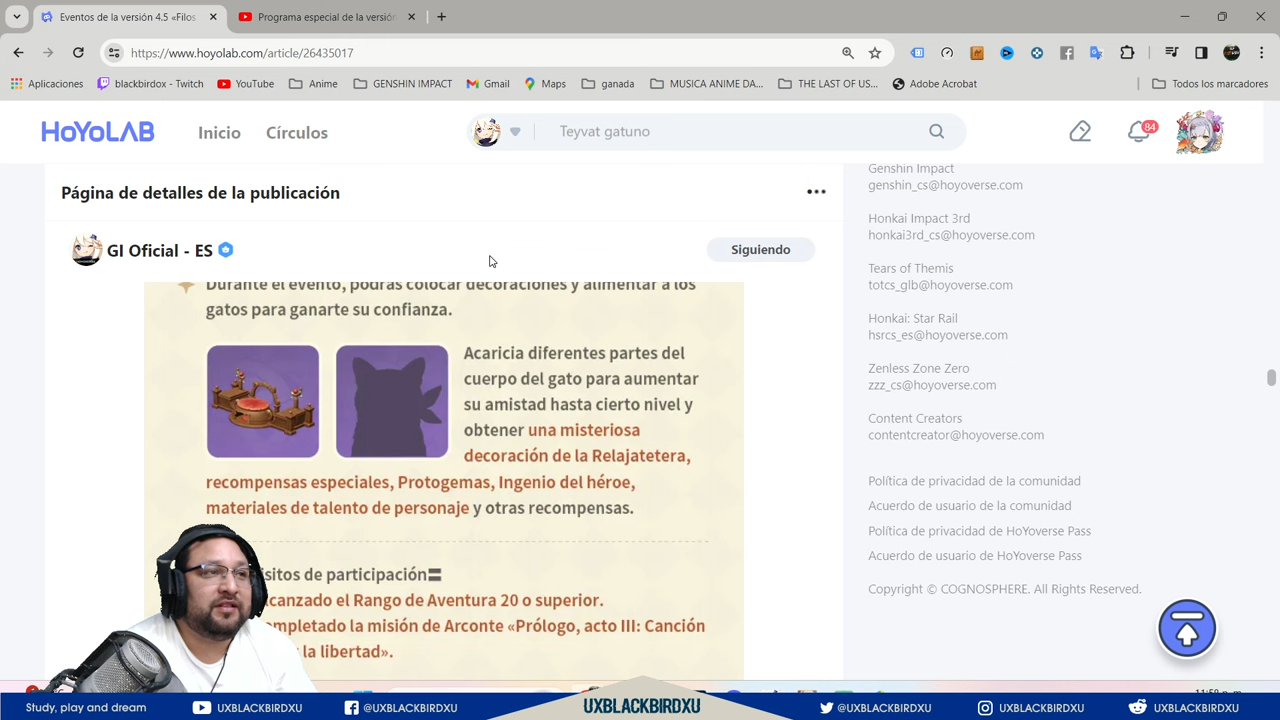 Eventos de la versión 4.5 «Filos
Programa especial de la versión
https://www.hoyolab.com/article/26435017
Aplicaciones
blackbirdox - Twitch
YouTube
Anime
GENSHIN IMPACT
Gmail
Maps
ganada
MUSICA ANIME DA...
THE LAST OF US...
Adobe Acrobat
Todos los marcadores
HoYoLAB
Inicio
Círculos
Teyvat gatuno
84
Página de detalles de la publicación
GI Oficial - ES
Siguiendo
Durante el evento, podrás colocar decoraciones y alimentar a los
gatos para ganarte su confianza.
Acaricia diferentes partes del
cuerpo del gato para aumentar
su amistad hasta cierto nivel y
obtener una misteriosa
decoración de la Relajatetera,
recompensas especiales, Protogemas, Ingenio del héroe,
materiales de talento de personaje y otras recompensas.
sitos de participación〓
canzado el Rango de Aventura 20 o superior.
mpletado la misión de Arconte «Prólogo, acto III: Canción
la libertad».
Genshin Impact
genshin_cs@hoyoverse.com
Honkai Impact 3rd
honkai3rd_cs@hoyoverse.com
Tears of Themis
totcs_glb@hoyoverse.com
Honkai: Star Rail
hsrcs_es@hoyoverse.com
Zenless Zone Zero
zzz_cs@hoyoverse.com
Content Creators
contentcreator@hoyoverse.com
Política de privacidad de la comunidad
Acuerdo de usuario de la comunidad
Política de privacidad de HoYoverse Pass
Acuerdo de usuario de HoYoverse Pass
Copyright © COGNOSPHERE. All Rights Reserved.
Study, play and dream
UXBLACKBIRDXU
@UXBLACKBIRDXU
UXBLACKBIRDXU
@UXBLACKBIRDXU
UXBLACKBIRDXU
UXBLACKBIRDXU